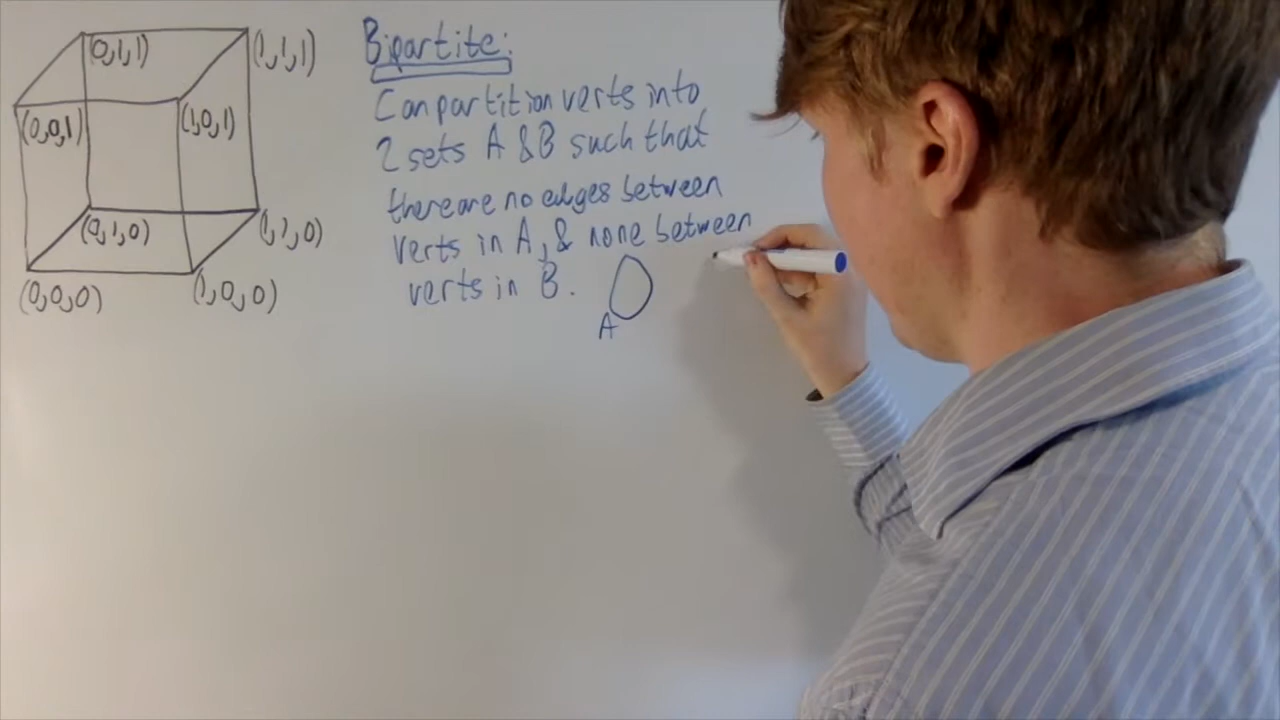 (0,1,1)
(1,1,1)
(0,0,1)
(1,0,1)
(0,1,0)
(1,1,0)
(0,0,0)
(1,0,0)
Bipartite:
Can partition verts into
2 sets A & B such that
there are no edges between
verts in A, & none between
verts in B.
A